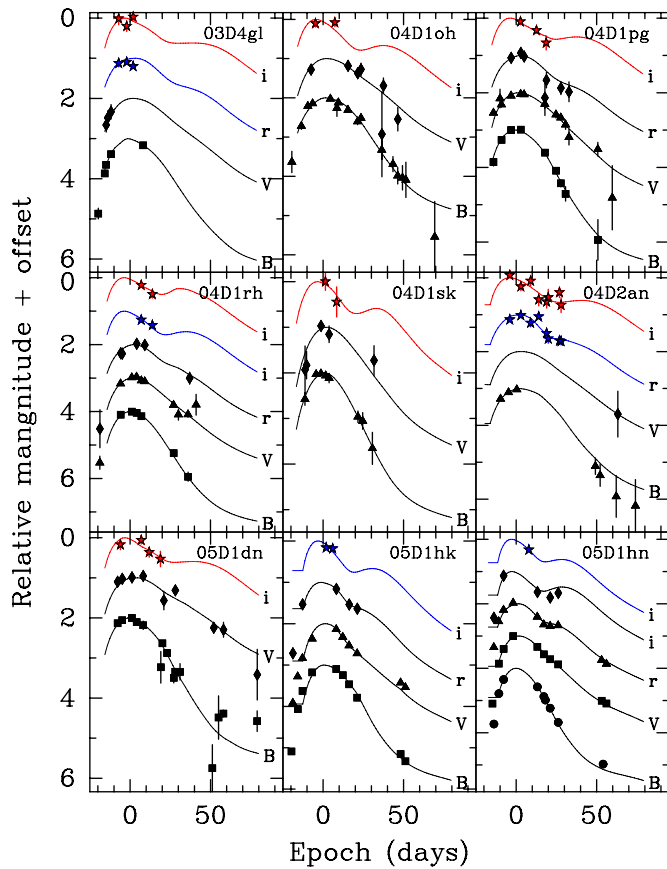 Relative mangnitude + offset
03D4gl
0
2
4
6
i
r
V
B
04D1oh
i
V
B
04D1pg
i
r
V
B
04D1rh
0
2
4
6
i
i
r
V
B
04D1sk
i
V
B
04D2an
i
r
V
B
05D1dn
0
2
4
6
i
V
B
0 50
05D1hk
i
r
V
B
0 50
05D1hn
i
i
r
V
B
0 50
Epoch (days)